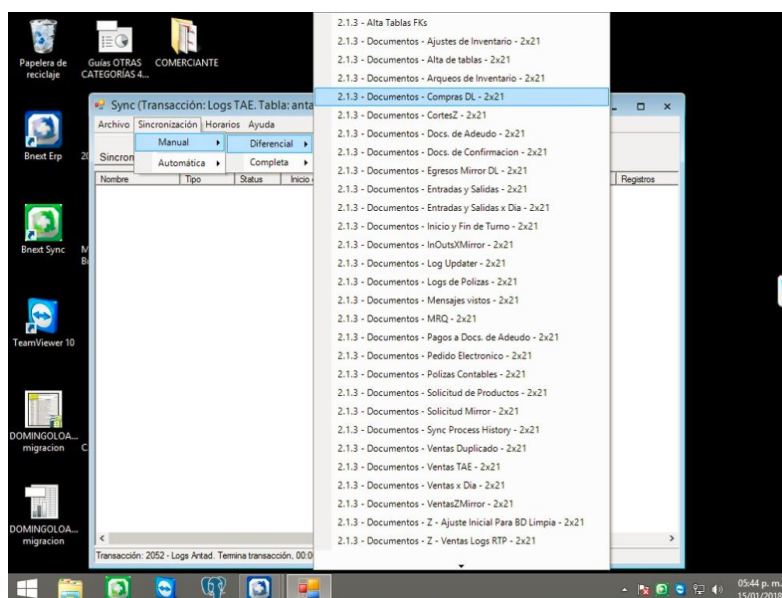 Papelera de
reciclaje
Guías OTRAS
CATEGORÍAS 4...
COMERCIANTE
Bnext Erp
Bnext Sync
TeamViewer 10
DOMINGOLOA...
migracion
DOMINGOLOA...
migracion
Sync (Transacción: Logs TAE. Tabla: anta
Archivo Sincronización Horarios Ayuda
Manual
Automática
Diferencial
Completa
Sincron
Nombre Tipo Status Inicio Registros
2.1.3 - Alta Tablas FKs
2.1.3 - Documentos - Ajustes de Inventario - 2x21
2.1.3 - Documentos - Alta de tablas - 2x21
2.1.3 - Documentos - Arqueos de Inventario - 2x21
2.1.3 - Documentos - Compras DL - 2x21
2.1.3 - Documentos - CortesZ - 2x21
2.1.3 - Documentos - Docs. de Adeudo - 2x21
2.1.3 - Documentos - Docs. de Confirmacion - 2x21
2.1.3 - Documentos - Egresos Mirror DL - 2x21
2.1.3 - Documentos - Entradas y Salidas - 2x21
2.1.3 - Documentos - Entradas y Salidas x Dia - 2x21
2.1.3 - Documentos - Inicio y Fin de Turno - 2x21
2.1.3 - Documentos - InOutsXMirror - 2x21
2.1.3 - Documentos - Log Updater - 2x21
2.1.3 - Documentos - Logs de Polizas - 2x21
2.1.3 - Documentos - Mensajes vistos - 2x21
2.1.3 - Documentos - MRQ - 2x21
2.1.3 - Documentos - Pagos a Docs. de Adeudo - 2x21
2.1.3 - Documentos - Pedido Electronico - 2x21
2.1.3 - Documentos - Polizas Contables - 2x21
2.1.3 - Documentos - Solicitud de Productos - 2x21
2.1.3 - Documentos - Solicitud Mirror - 2x21
2.1.3 - Documentos - Sync Process History - 2x21
2.1.3 - Documentos - Ventas Duplicado - 2x21
2.1.3 - Documentos - Ventas TAE - 2x21
2.1.3 - Documentos - Ventas x Dia - 2x21
2.1.3 - Documentos - VentasZMirror - 2x21
2.1.3 - Documentos - Z - Ajuste Inicial Para BD Limpia - 2x21
2.1.3 - Documentos - Z - Ventas Logs RTP - 2x21
Transacción: 2052 - Logs Antad. Termina transacción. 00:0
05:44 p. m.
15/01/2018